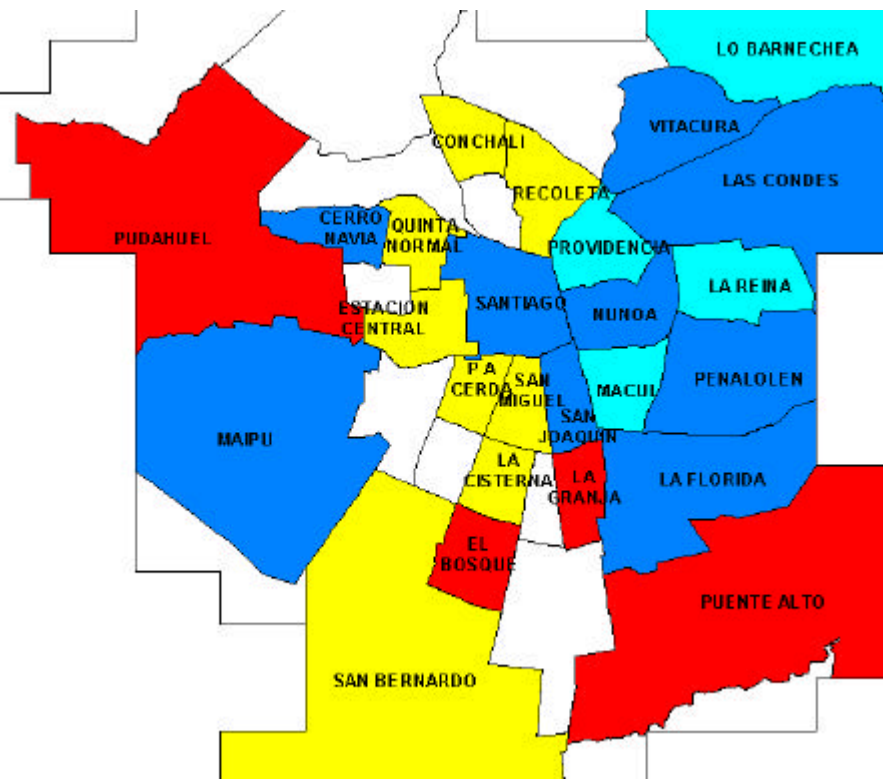 LO BARNECHEA
VITACURA
CONCHALI
LAS CONDES
RECOLETA
CERRO
NAVIA
QUINTA
NORMAL
PUDAHUEL
PROVIDENCIA
LA REINA
SANTIAGO
ESTACION
CENTRAL
NUNOA
P A
CERDA
SAN
MIGUEL
MACUL
PENALOLEN
SAN
JOAQUIN
MAIPU
LA
CISTERNA
LA
GRANJA
LA FLORIDA
EL
BOSQUE
PUENTE ALTO
SAN BERNARDO